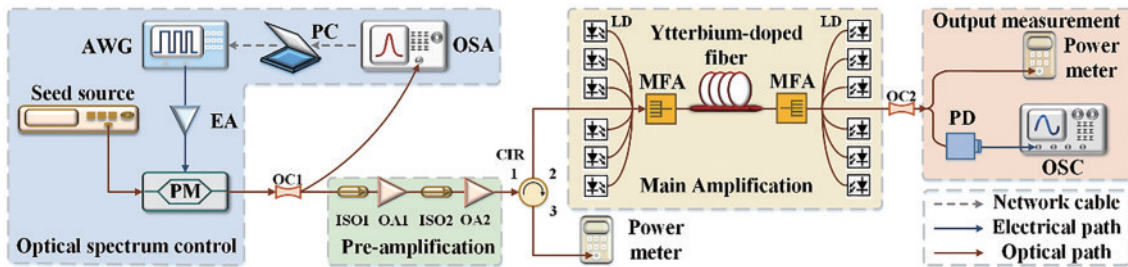 AWG
PC
OSA
Seed source
EA
PM
Optical spectrum control
OC1
ISO1
OA1
ISO2
OA2
Pre-amplification
CIR
1
2
3
Power
meter
LD
Ytterbium-doped
fiber
LD
MFA
MFA
Main Amplification
OC2
Output measurement
Power
meter
PD
OSC
Network cable
Electrical path
Optical path